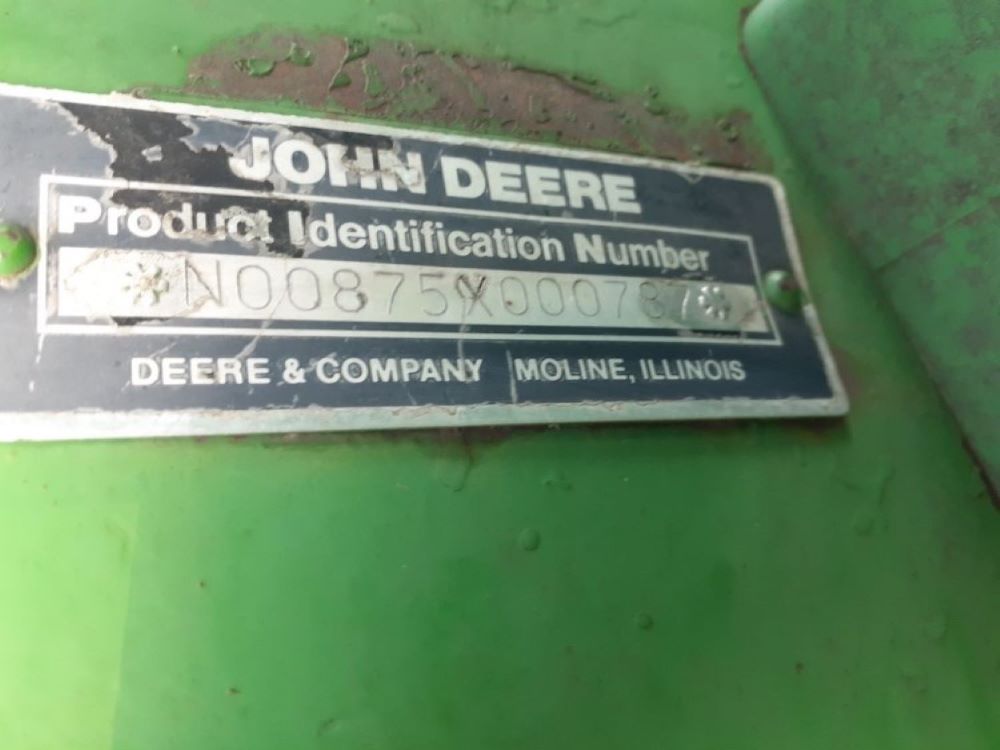 JOHN DEERE
Product Identification Number
*N00875X000787*
DEERE & COMPANY MOLINE, ILLINOIS